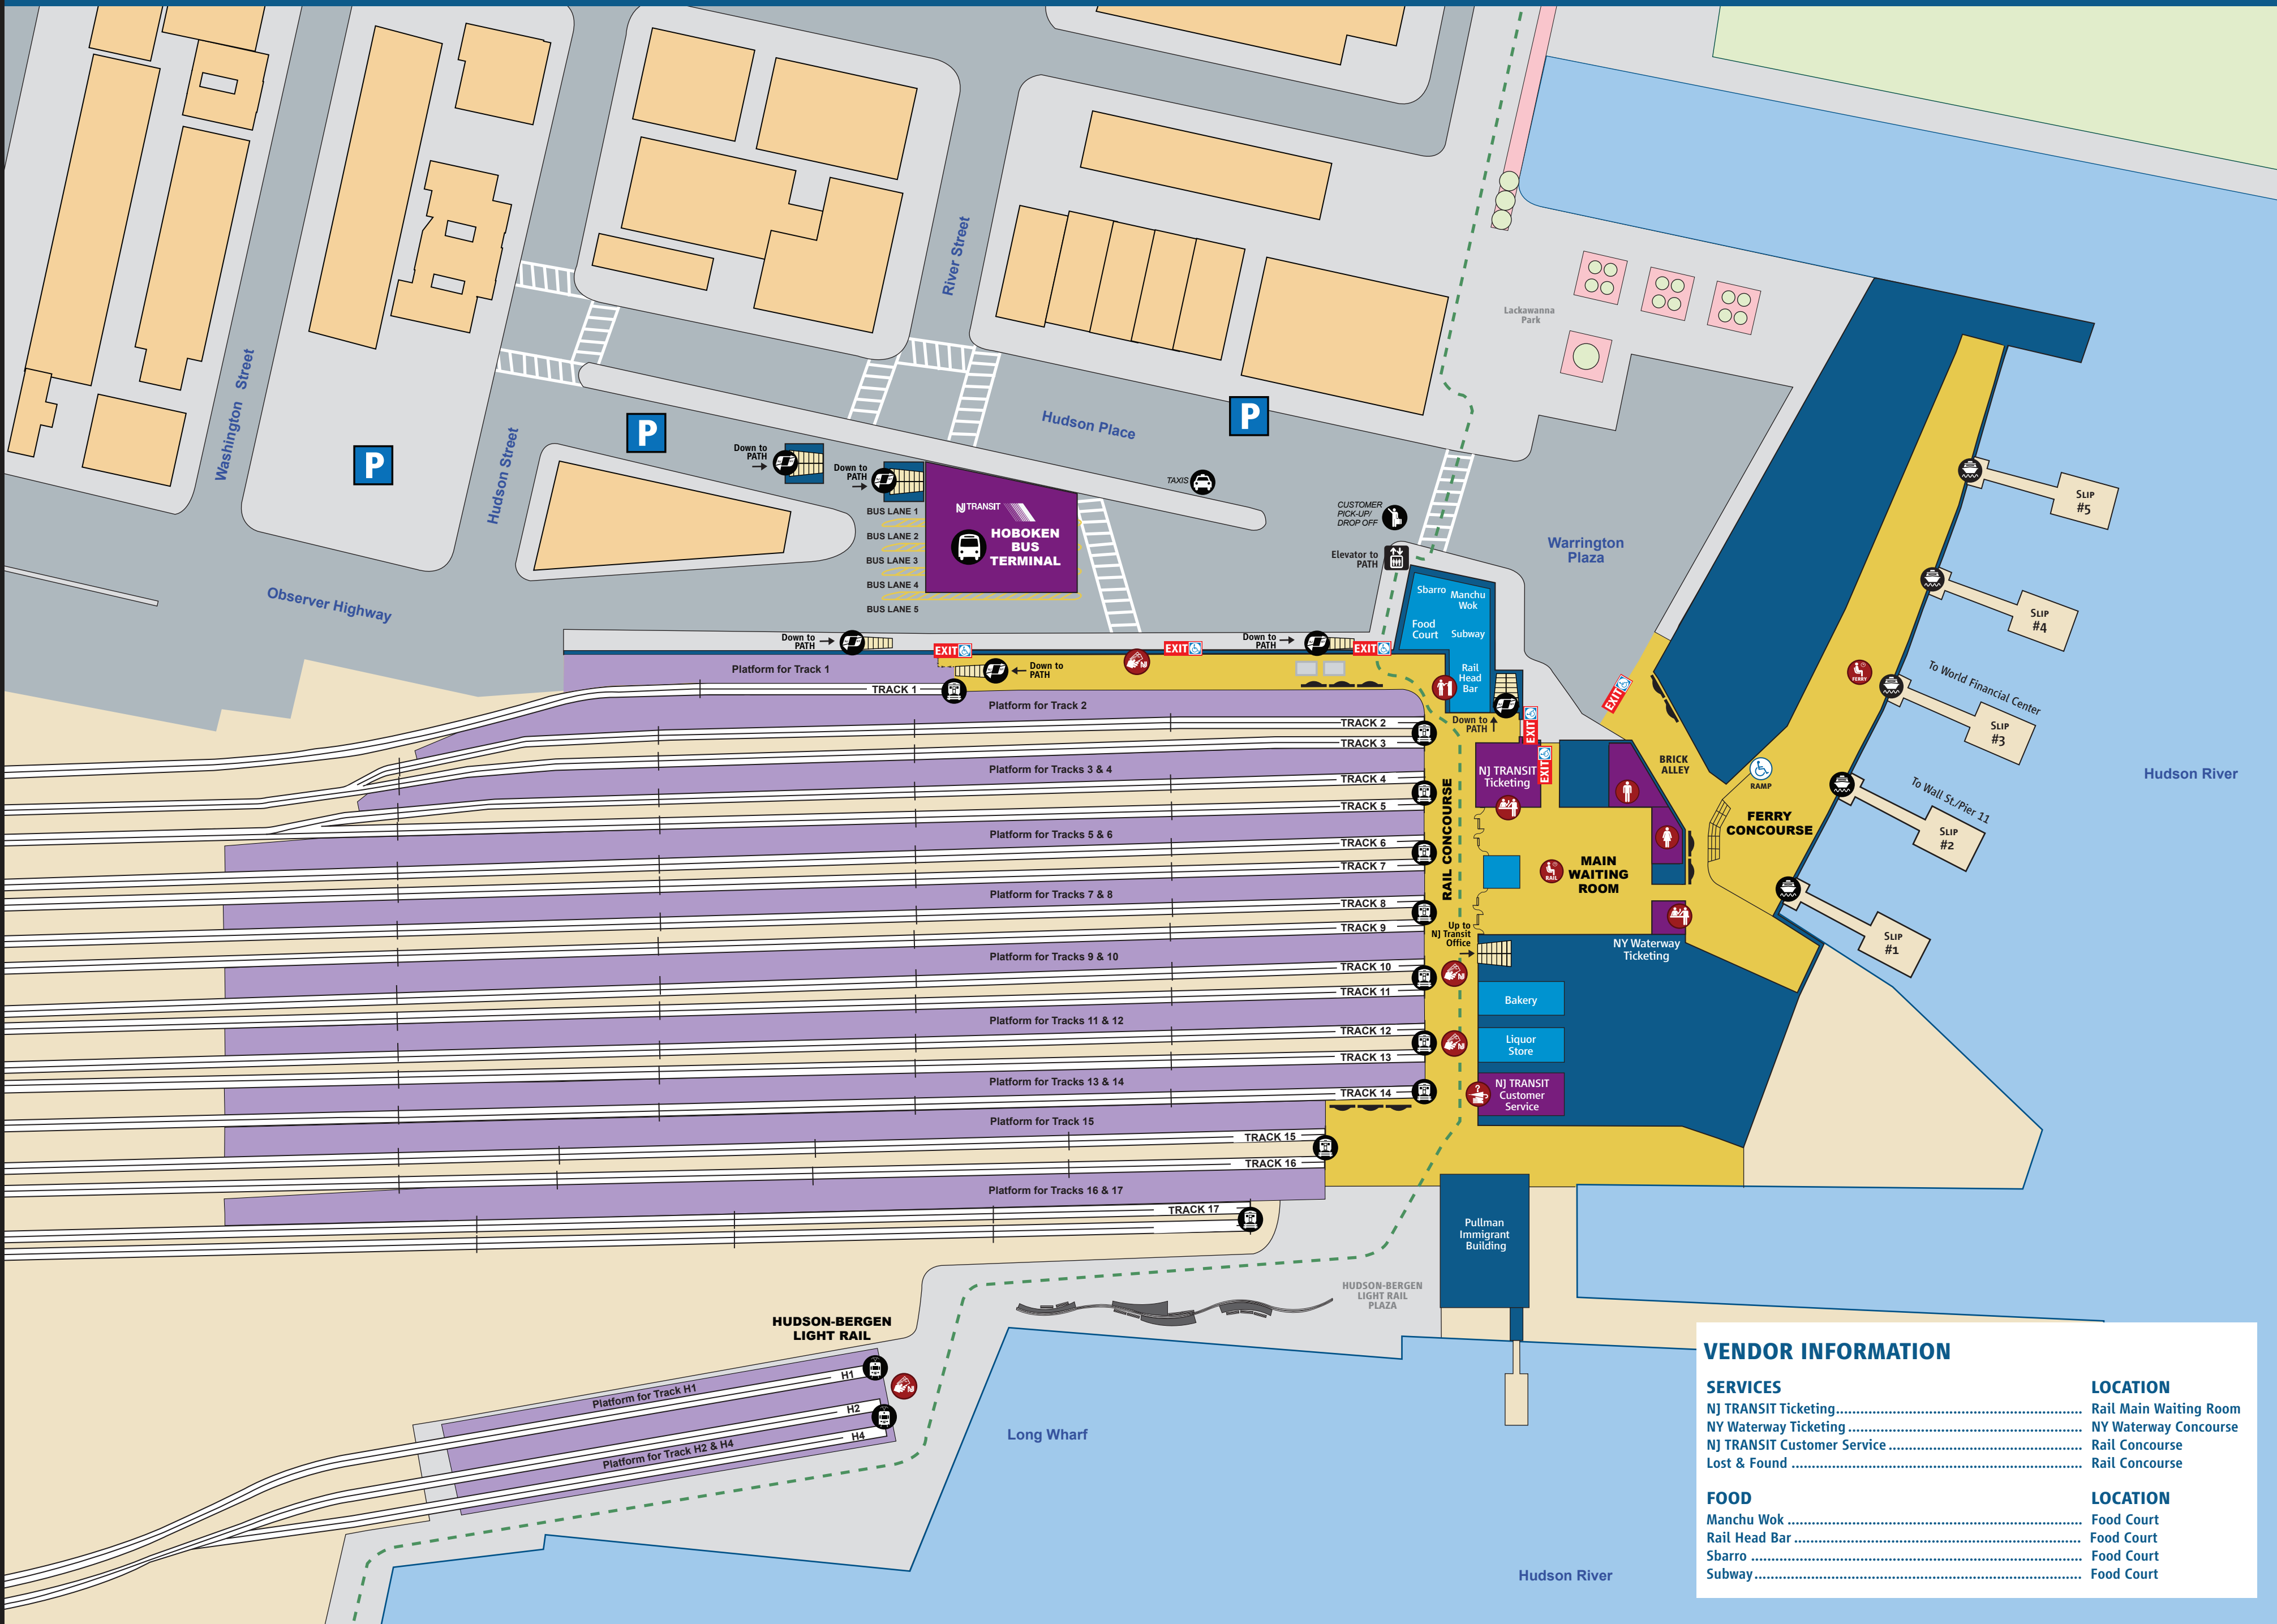 Washington Street
Hudson Street
River Street
Hudson Place
Observer Highway
P
P
P
Lackawanna
Park
Warrington
Plaza
Down to
PATH
Down to
PATH
TAXIS
CUSTOMER
PICK-UP/
DROP OFF
Elevator to
PATH
BUS LANE 1
BUS LANE 2
BUS LANE 3
BUS LANE 4
BUS LANE 5
NJ TRANSIT
HOBOKEN
BUS
TERMINAL
Sbarro
Manchu
Wok
Food
Court
Subway
Rail
Head
Bar
Down to
PATH
EXIT
EXIT
Down to
PATH
EXIT
Down to
PATH
Down to
PATH
EXIT
EXIT
EXIT
Platform for Track 1
TRACK 1
Platform for Track 2
TRACK 2
TRACK 3
Platform for Tracks 3 & 4
TRACK 4
TRACK 5
Platform for Tracks 5 & 6
TRACK 6
TRACK 7
Platform for Tracks 7 & 8
TRACK 8
TRACK 9
Platform for Tracks 9 & 10
TRACK 10
TRACK 11
Platform for Tracks 11 & 12
TRACK 12
TRACK 13
Platform for Tracks 13 & 14
TRACK 14
Platform for Track 15
TRACK 15
TRACK 16
Platform for Tracks 16 & 17
TRACK 17
RAIL CONCOURSE
NJ TRANSIT
Ticketing
RAIL
MAIN
WAITING
ROOM
BRICK
ALLEY
RAMP
FERRY
CONCOURSE
FERRY
Up to
NJ Transit
Office
NY Waterway
Ticketing
Bakery
Liquor
Store
NJ TRANSIT
Customer
Service
Slip
#5
Slip
#4
To World Financial Center
Slip
#3
To Wall St./Pier 11
Slip
#2
Slip
#1
Hudson River
Pullman
Immigrant
Building
HUDSON-BERGEN
LIGHT RAIL
PLAZA
HUDSON-BERGEN
LIGHT RAIL
Platform for Track H1
H1
H2
Platform for Track H2 & H4
H4
Long Wharf
Hudson River
VENDOR INFORMATION
SERVICES LOCATION
NJ TRANSIT Ticketing Rail Main Waiting Room
NY Waterway Ticketing NY Waterway Concourse
NJ TRANSIT Customer Service Rail Concourse
Lost & Found Rail Concourse
FOOD LOCATION
Manchu Wok Food Court
Rail Head Bar Food Court
Sbarro Food Court
Subway Food Court